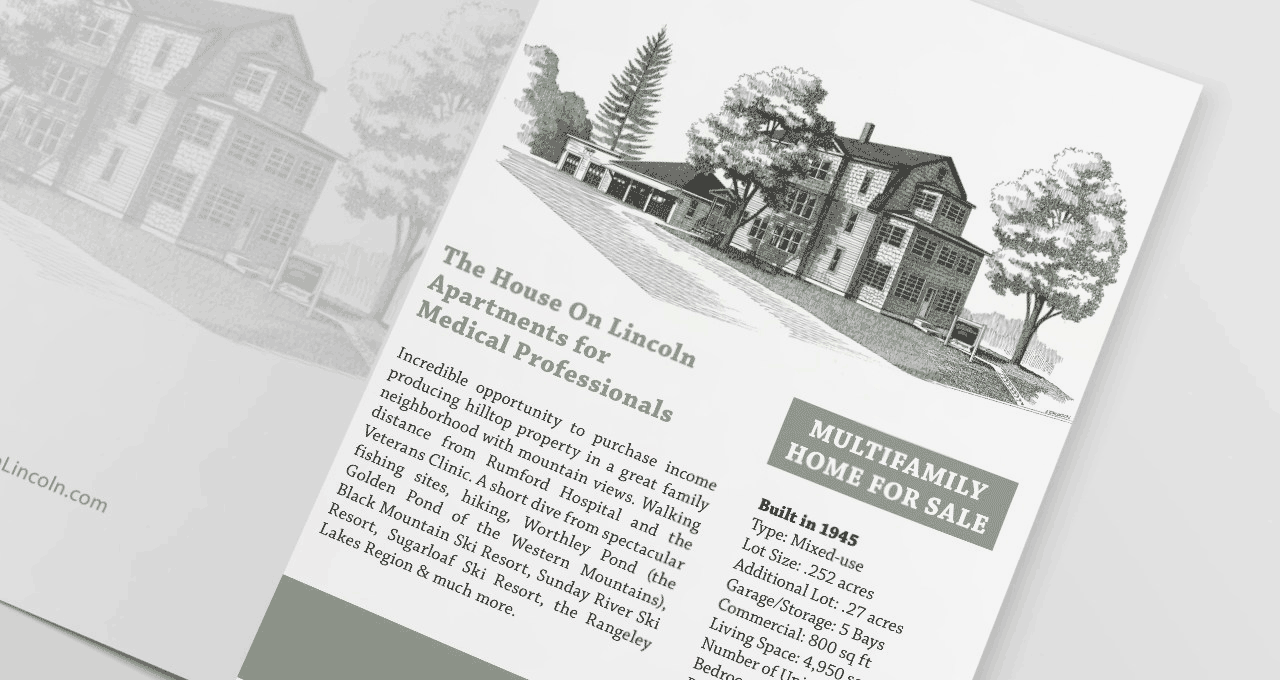 Lincoln.com
The House On Lincoln
Apartments for
Medical Professionals
Incredible opportunity to purchase income
producing hilltop property in a great family
neighborhood with mountain views. Walking
distance from Rumford Hospital and the
Veterans Clinic. A short dive from spectacular
fishing sites, hiking, Worthley Pond (the
Golden Pond of the Western Mountains),
Black Mountain Ski Resort, Sunday River Ski
Resort, Sugarloaf Ski Resort, the Rangeley
Lakes Region & much more.
MULTIFAMILY
HOME FOR SALE
Built in 1945
Type: Mixed-use
Lot Size: .252 acres
Additional Lot: .27 acres
Garage/Storage: 5 Bays
Commercial: 800 sq ft
Living Space: 4,950
Number of